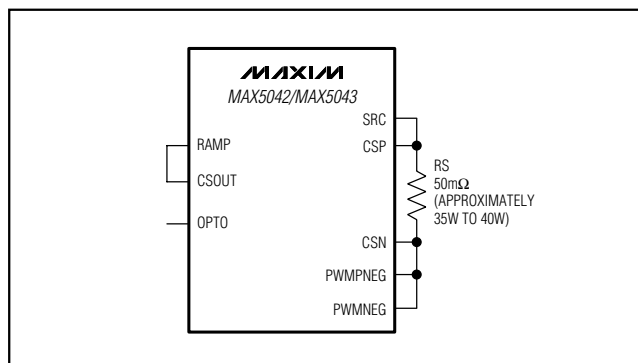 MAXIM
MAX5042/MAX5043
RAMP
CSOUT
OPTO
SRC
CSP
RS
50mΩ
(APPROXIMATELY
35W TO 40W)
CSN
PWMPNEG
PWMNEG